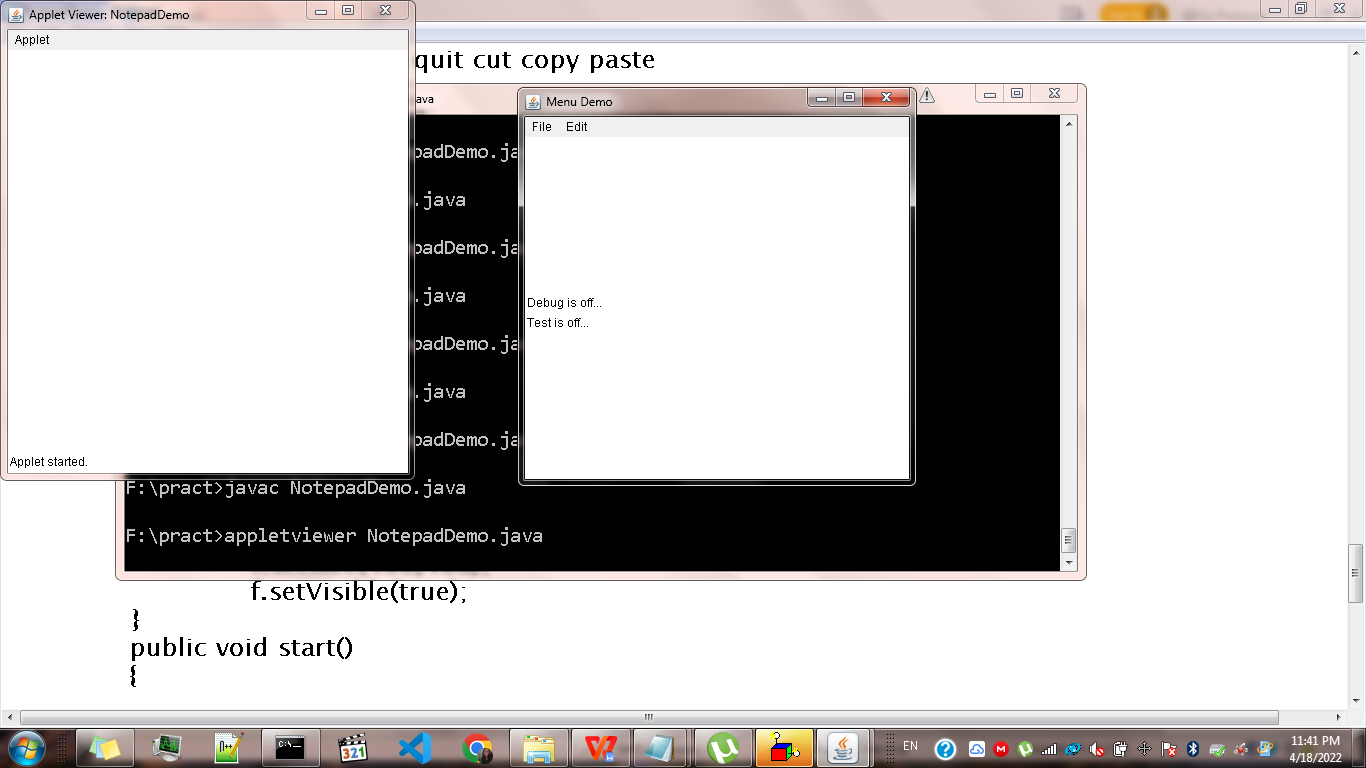 Applet Viewer: NotepadDemo
Applet
quit cut copy paste
ava
Menu Demo
File Edit
padDemo.ja
.java
padDemo.ja
.java
padDemo.ja
.java
padDemo.ja
Debug is off...
Test is off...
Applet started.
F:\pract>javac NotepadDemo.java
F:\pract>appletviewer NotepadDemo.java
f.setVisible(true);
}
public void start()
{
EN
11:41 PM
4/18/2022